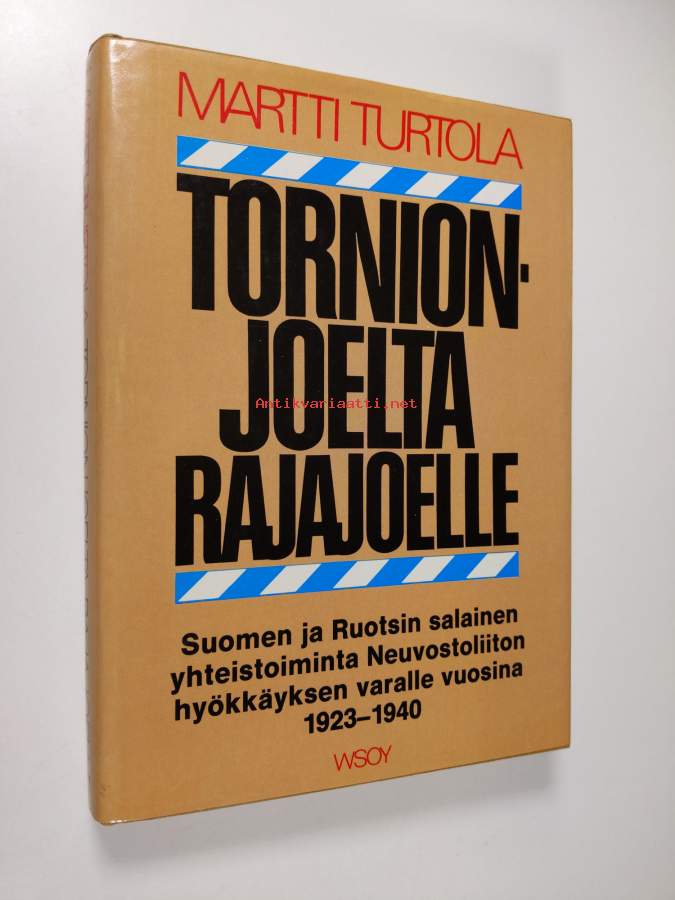 MARTTI TURTOLA
TORNION-
JOELTA
Antikvariaatti.net
RAJAJOELLE
Suomen ja Ruotsin salainen
yhteistoiminta Neuvostoliiton
hyökkäyksen varalle vuosina
1923–1940
WSOY